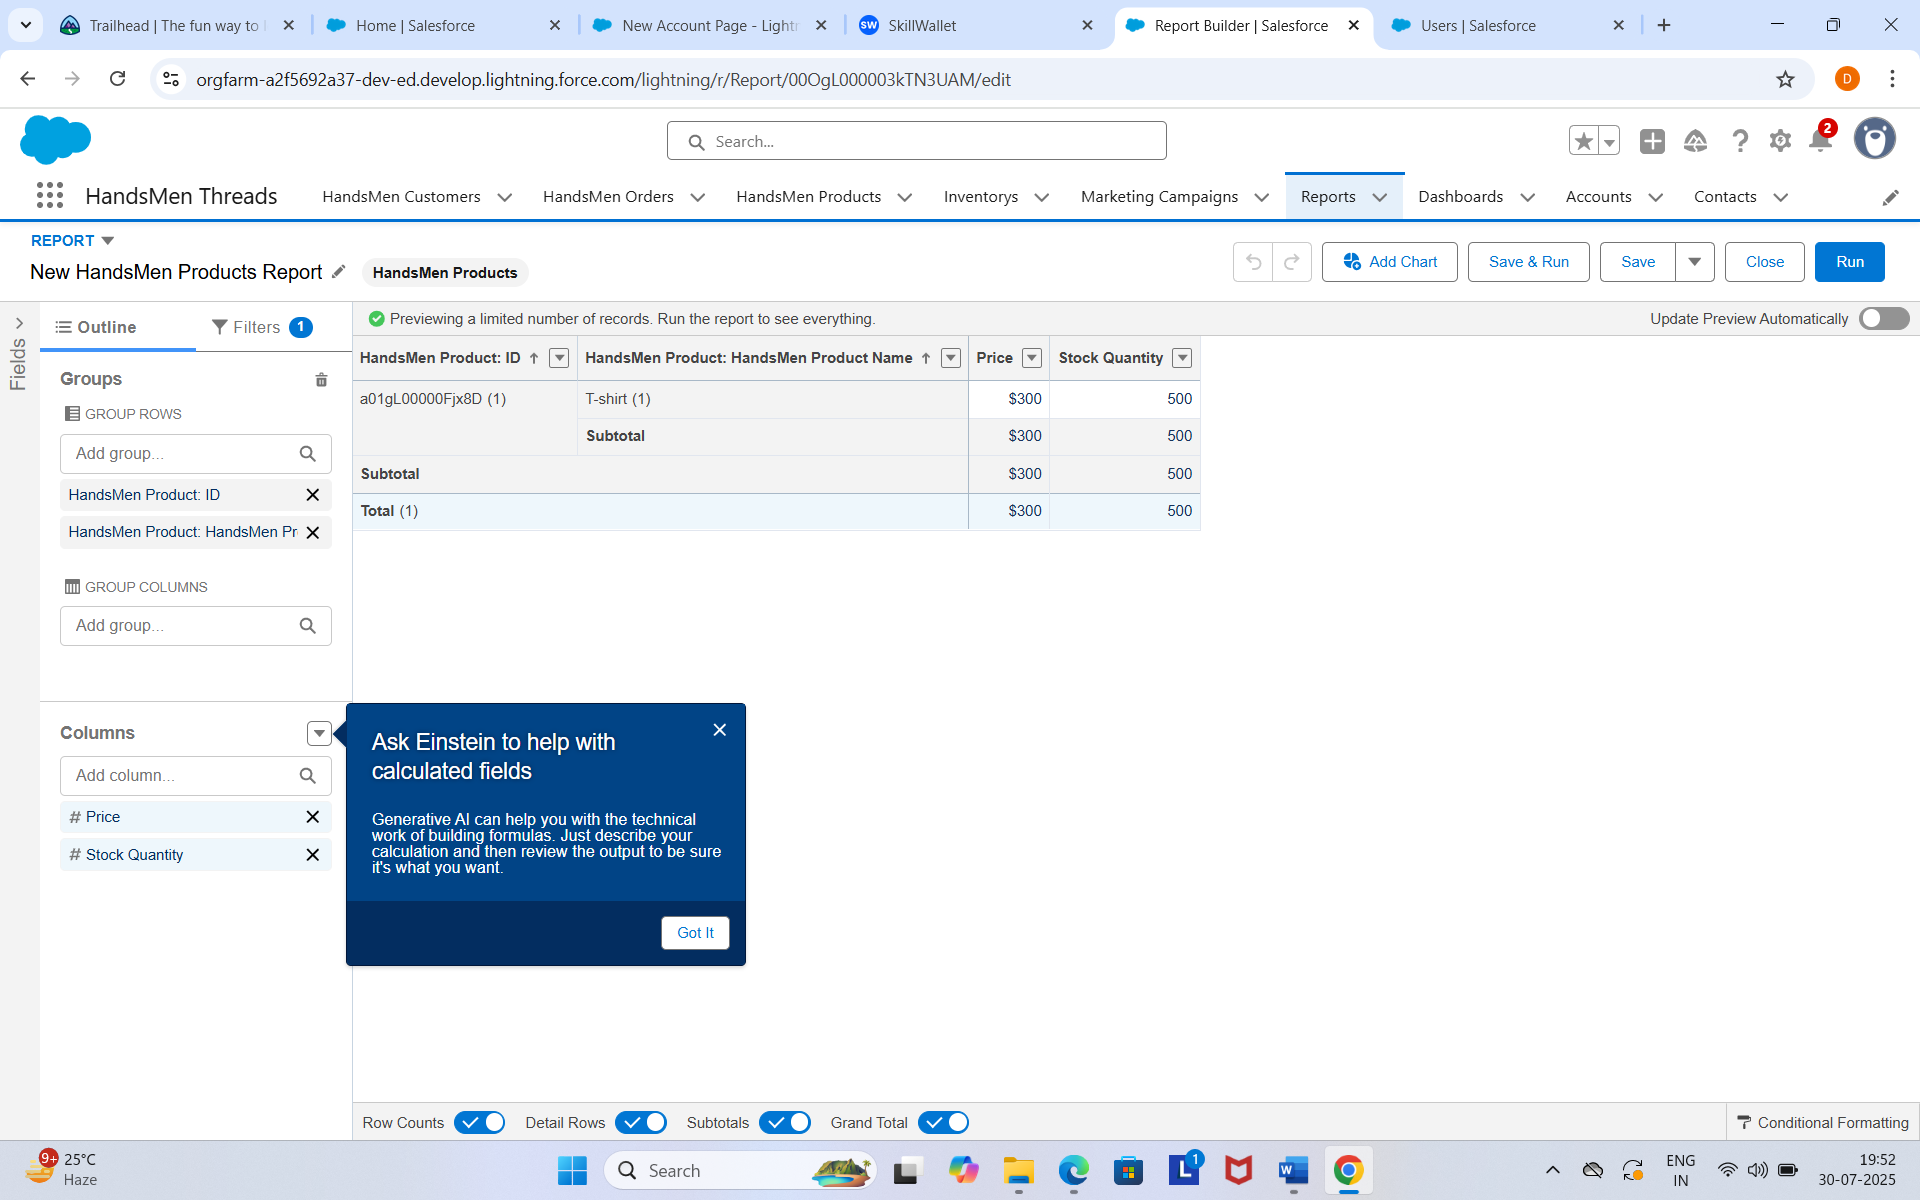 Trailhead | The fun way to
Home | Salesforce
New Account Page - Lightn
SW SkillWallet
Report Builder | Salesforce
Users | Salesforce
orgfarm-a2f5692a37-dev-ed.develop.lightning.force.com/lightning/r/Report/00OgL000003kTN3UAM/edit
D
Search...
2
HandsMen Threads
HandsMen Customers
HandsMen Orders
HandsMen Products
Inventorys
Marketing Campaigns
Reports
Dashboards
Accounts
Contacts
REPORT
New HandsMen Products Report
HandsMen Products
Add Chart
Save & Run
Save
Close
Run
Fields
Outline
Filters 1
Previewing a limited number of records. Run the report to see everything.
Update Preview Automatically
Groups
GROUP ROWS
Add group...
HandsMen Product: ID
HandsMen Product: HandsMen Pr
GROUP COLUMNS
Add group...
HandsMen Product: ID HandsMen Product: HandsMen Product Name Price Stock Quantity
a01gL00000Fjx8D (1) T-shirt (1) $300 500
Subtotal $300 500
Subtotal $300 500
Total (1) $300 500
Columns
Add column...
# Price
# Stock Quantity
Ask Einstein to help with
calculated fields
Generative AI can help you with the technical
work of building formulas. Just describe your
calculation and then review the output to be sure
it's what you want.
Got It
Row Counts
Detail Rows
Subtotals
Grand Total
Conditional Formatting
9+
25°C
Haze
Search
L 1
W
ENG
IN
19:52
30-07-2025